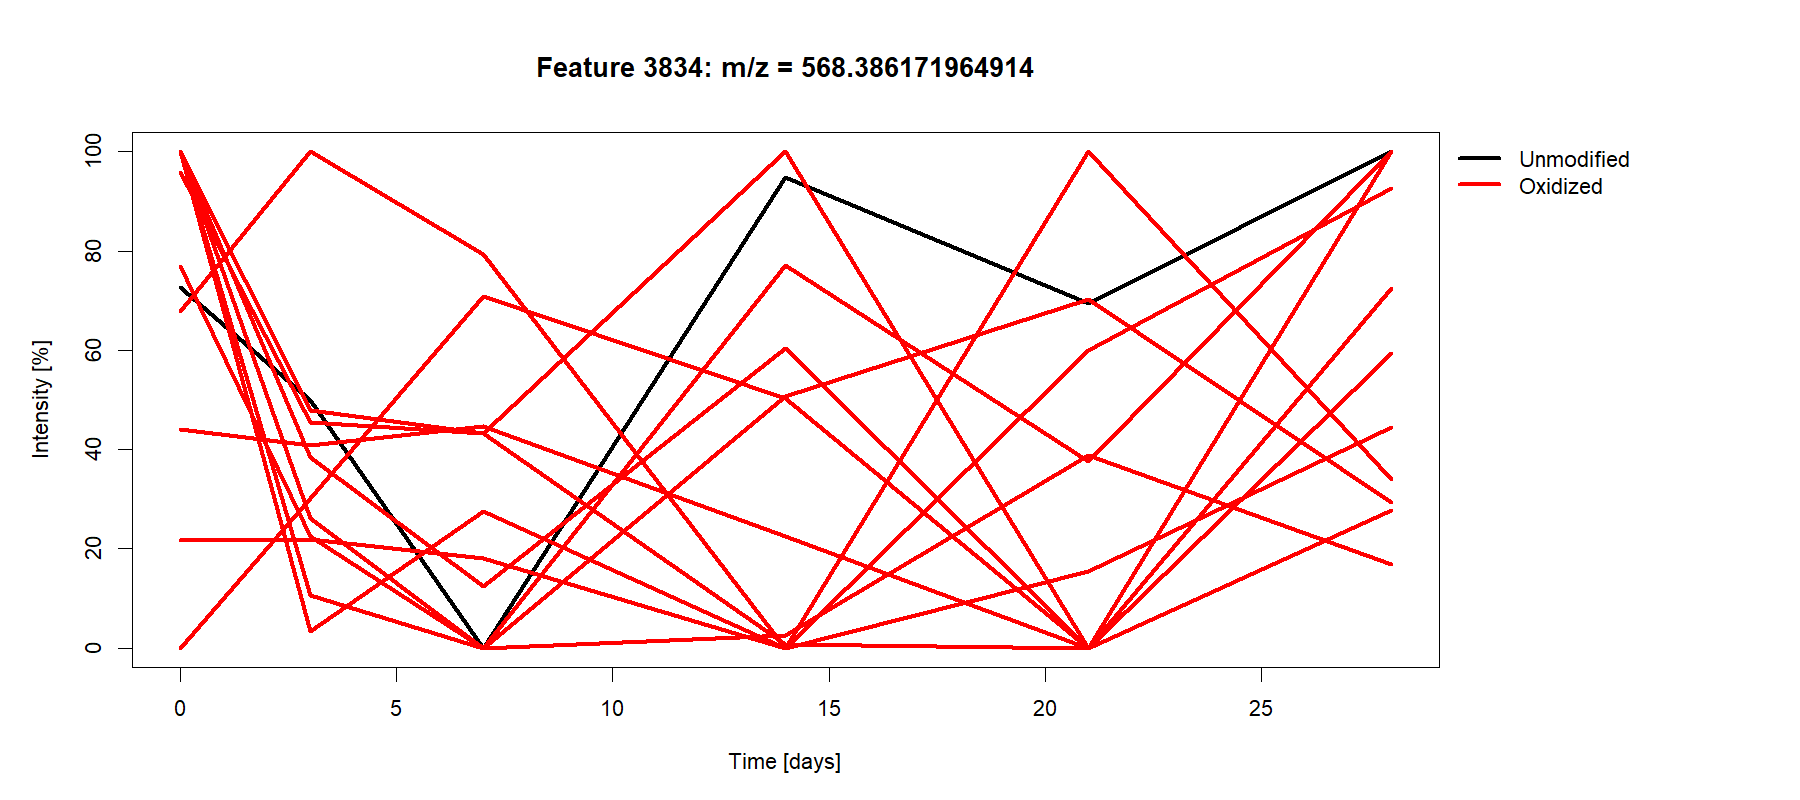 Feature 3834: m/z = 568.386171964914
Unmodified
Oxidized
Intensity [%]
100
80
60
40
20
0
0 5 10 15 20 25
Time [days]